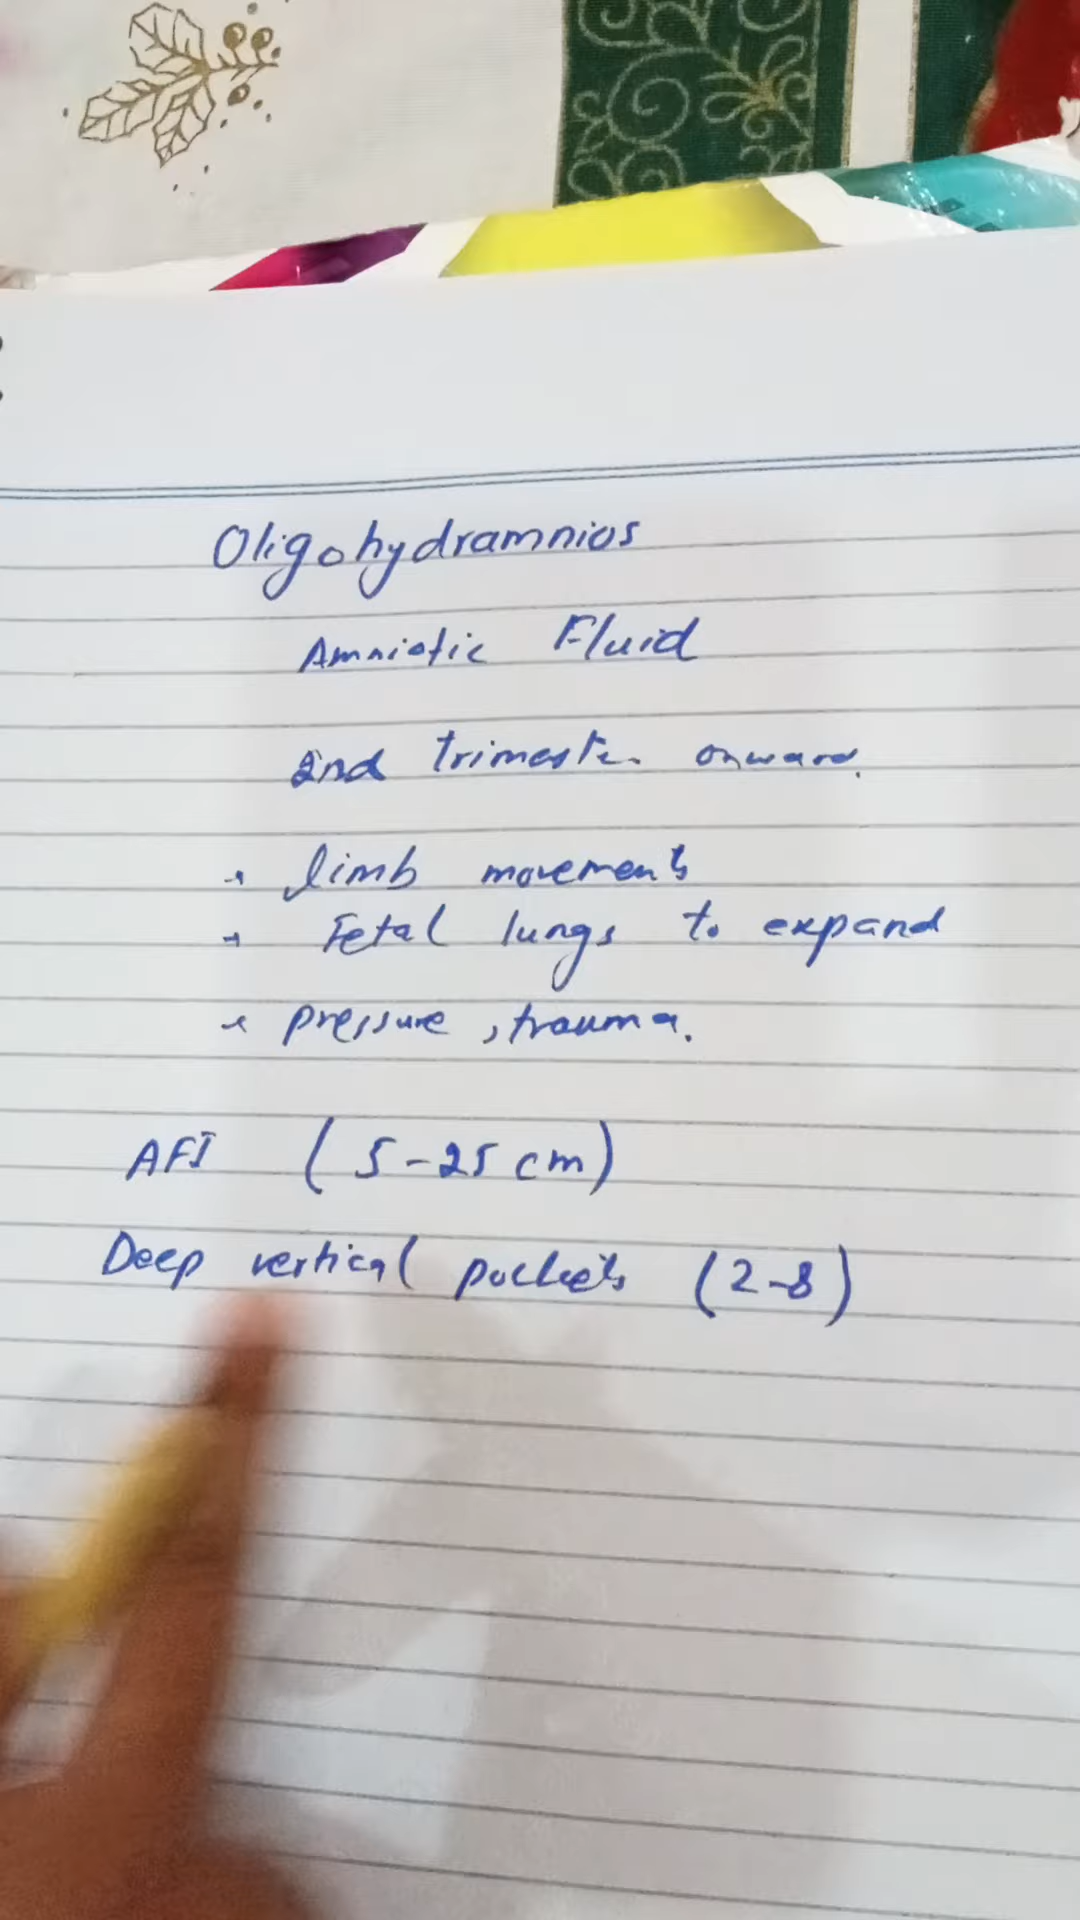 Oligohydramnios
Amniotic Fluid
2nd trimester onward.
limb movements
Fetal lungs to expand
pressure, trauma.
AFI (5-25 cm)
Deep vertical pockets (2-8)